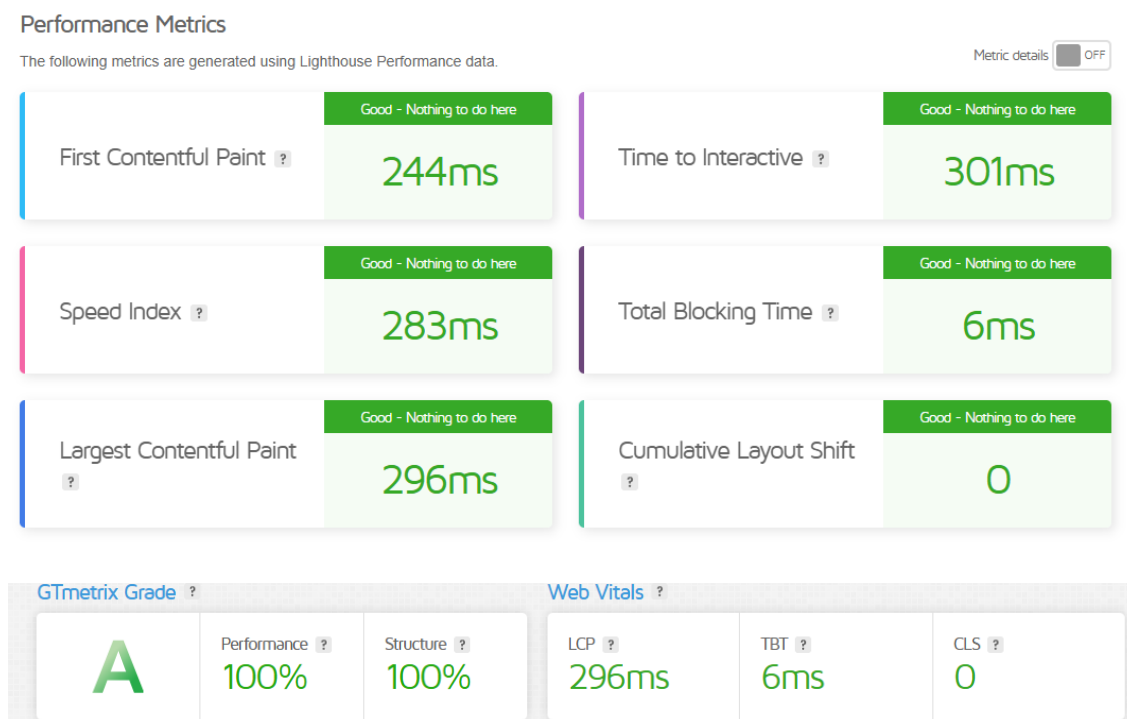 Performance Metrics
The following metrics are generated using Lighthouse Performance data.
Metric details OFF
Good - Nothing to do here
First Contentful Paint ?
244ms
Good - Nothing to do here
Time to Interactive ?
301ms
Good - Nothing to do here
Speed Index ?
283ms
Good - Nothing to do here
Total Blocking Time ?
6ms
Good - Nothing to do here
Largest Contentful Paint
?
296ms
Good - Nothing to do here
Cumulative Layout Shift
?
0
GTmetrix Grade ?
A
Performance ?
100%
Structure ?
100%
Web Vitals ?
LCP ?
296ms
TBT ?
6ms
CLS ?
0